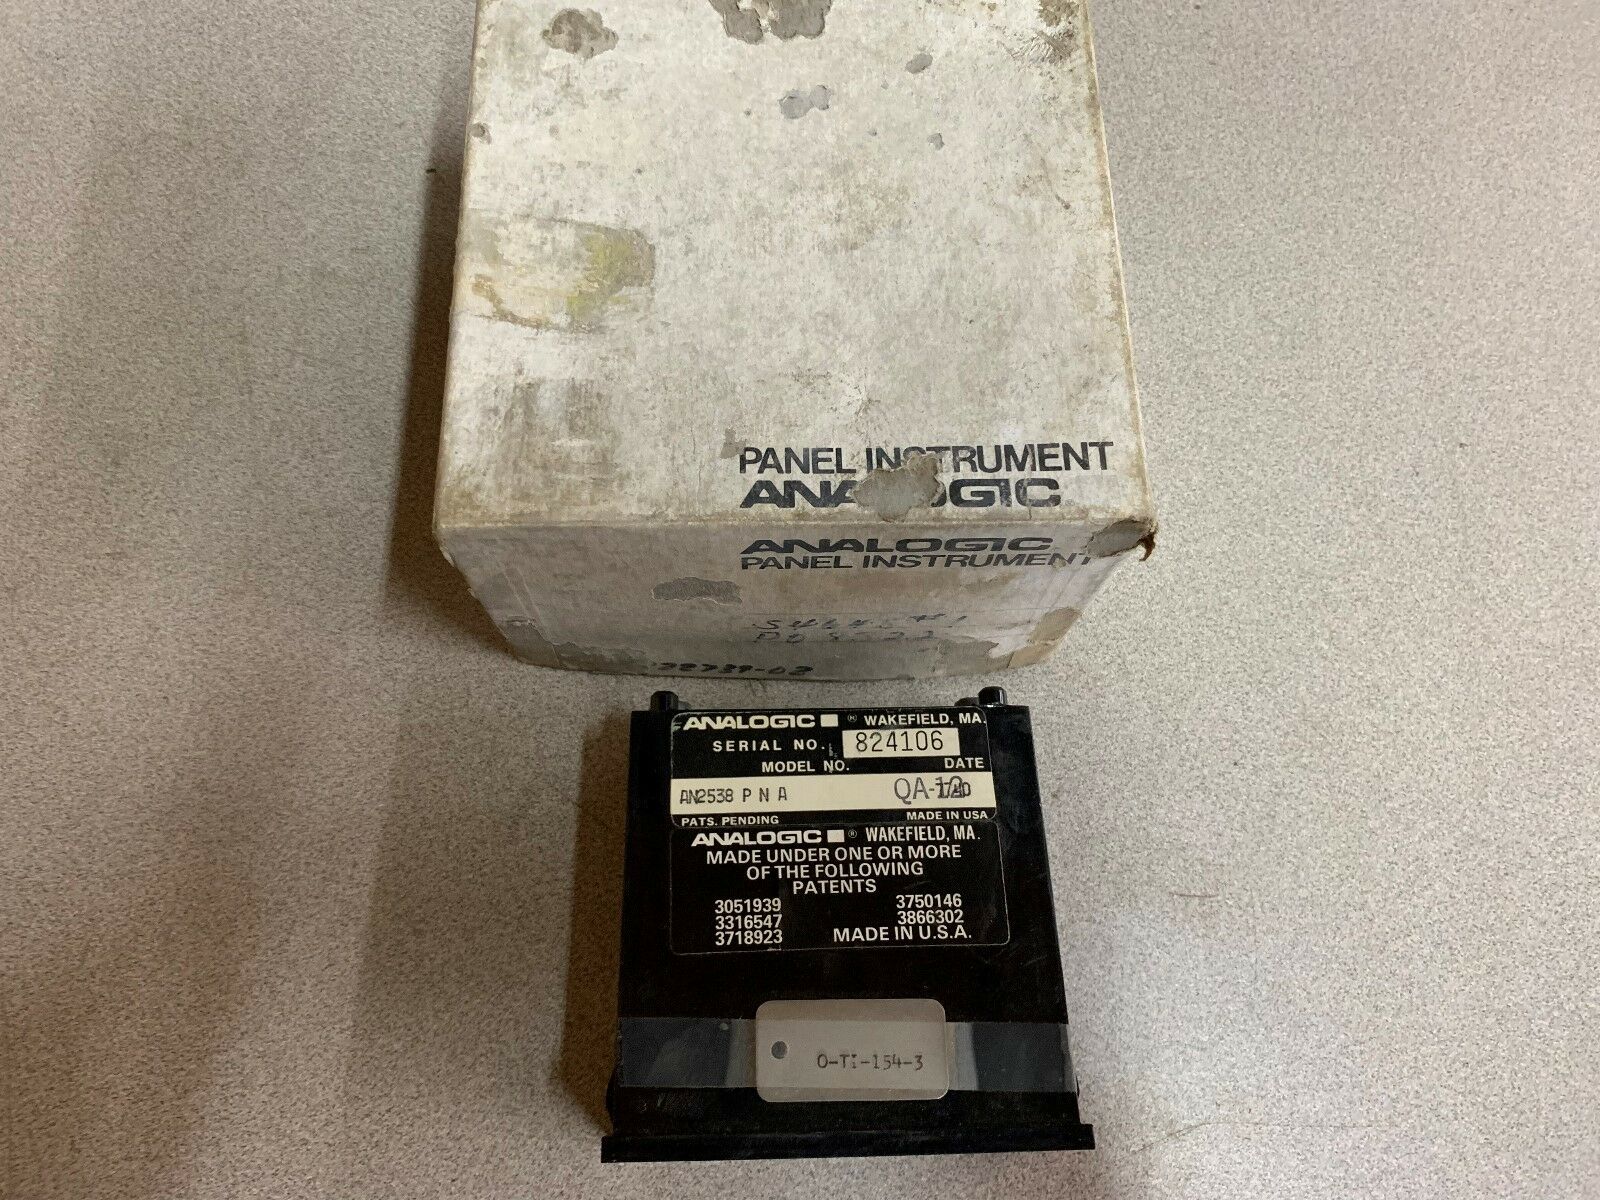 PANEL INSTRUMENT
ANALOGIC
ANALOGIC
PANEL INSTRUMENT
28739-02
ANALOGIC ® WAKEFIELD, MA.
SERIAL NO. 824106
MODEL NO. DATE
AN2538 P N A QA-12
PATS. PENDING MADE IN USA
ANALOGIC ® WAKEFIELD, MA.
MADE UNDER ONE OR MORE
OF THE FOLLOWING
PATENTS
3051939 3750146
3316547 3866302
3718923 MADE IN U.S.A.
O-Ti-154-3